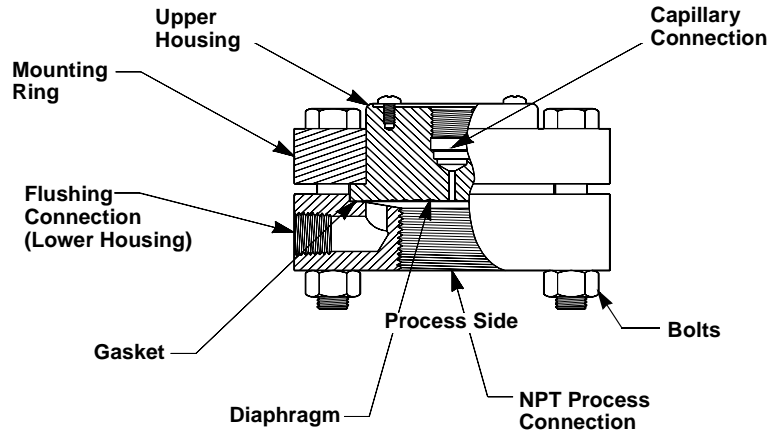 Upper
Housing
Capillary
Connection
Mounting
Ring
Flushing
Connection
(Lower Housing)
Process Side
Bolts
Gasket
Diaphragm
NPT Process
Connection